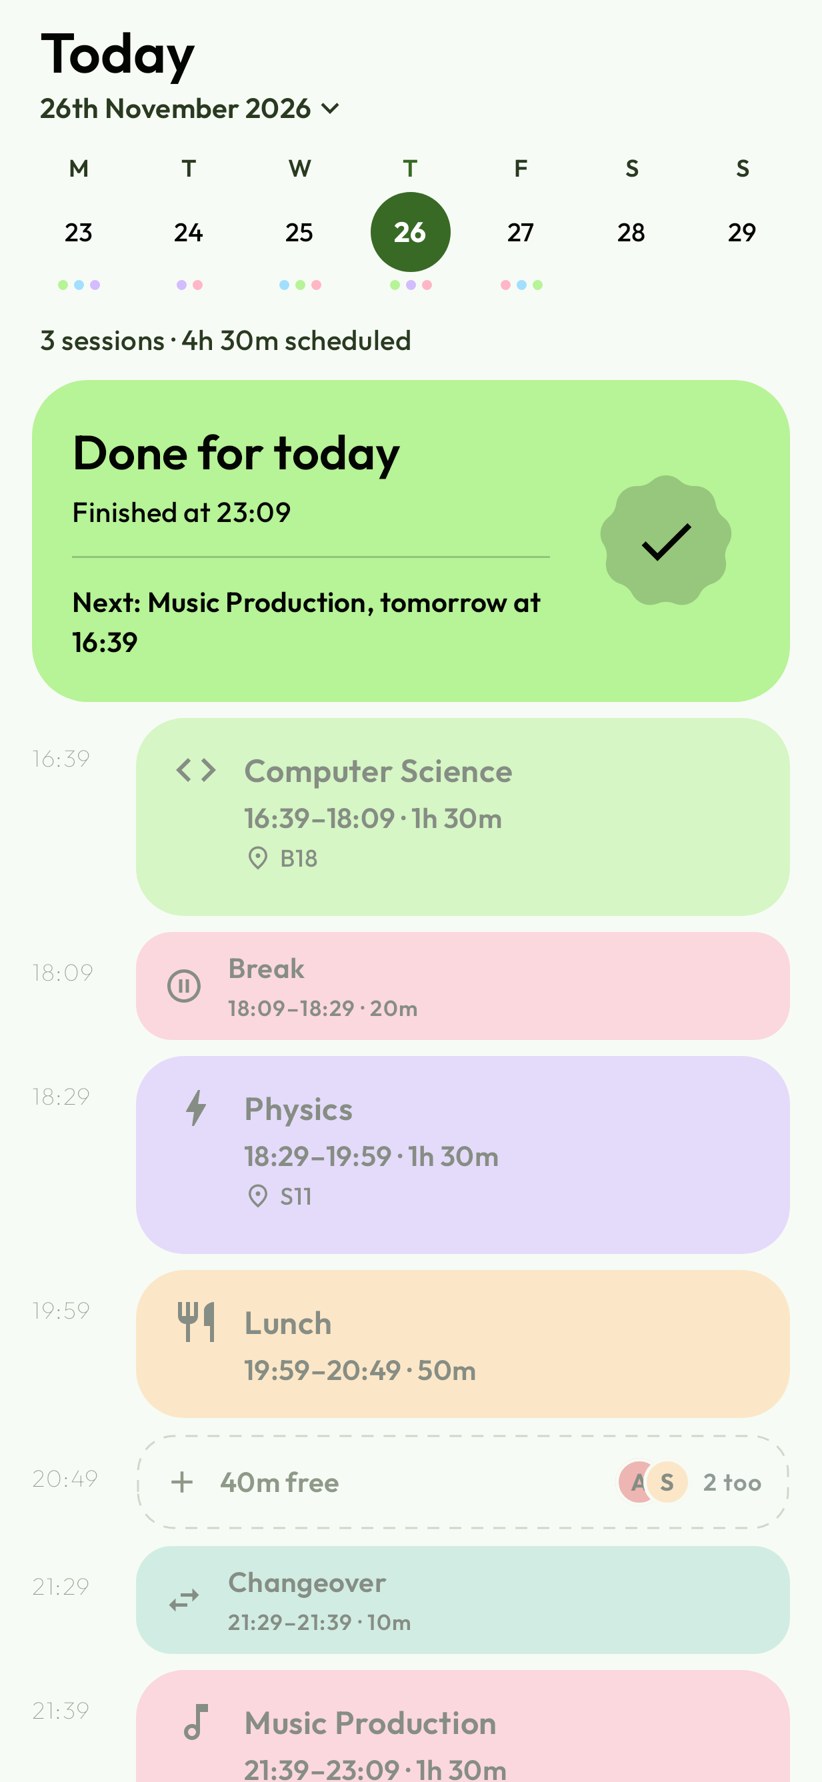 Today
26th November 2026
M T W T F S S
23 24 25 26 27 28 29
3 sessions · 4h 30m scheduled
Done for today
Finished at 23:09
Next: Music Production, tomorrow at
16:39
16:39
Computer Science
16:39–18:09 · 1h 30m
B18
18:09
Break
18:09–18:29 · 20m
18:29
Physics
18:29–19:59 · 1h 30m
S11
19:59
Lunch
19:59–20:49 · 50m
20:49
40m free
A S 2 too
21:29
Changeover
21:29–21:39 · 10m
21:39
Music Production
21:39–23:09 · 1h 30m